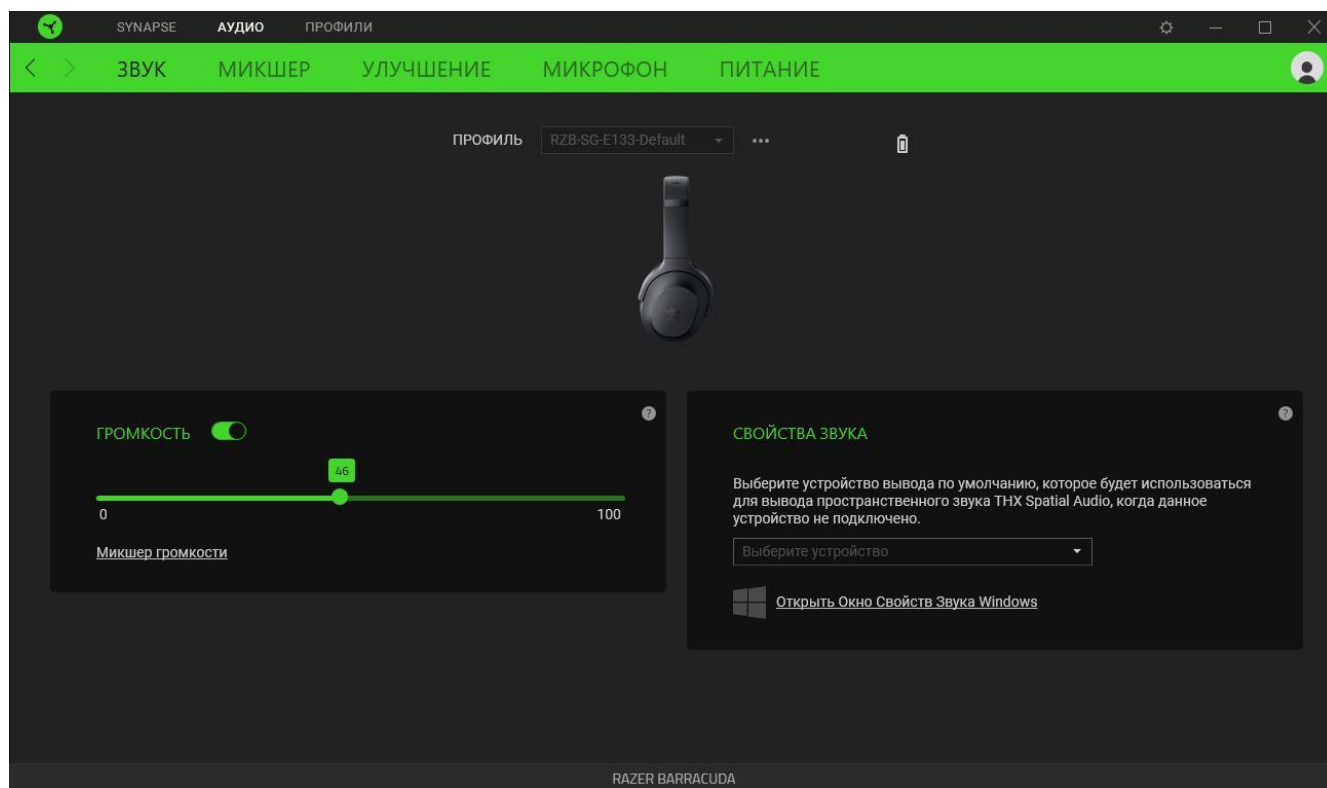 SYNAPSE АУДИО ПРОФИЛИ
ЗВУК МИКШЕР УЛУЧШЕНИЕ МИКРОФОН ПИТАНИЕ
ПРОФИЛЬ RZB-SG-E133-Default
ГРОМКОСТЬ
46
0 100
Микшер громкости
СВОЙСТВА ЗВУКА
Выберите устройство вывода по умолчанию, которое будет использоваться
для вывода пространственного звука THX Spatial Audio, когда данное
устройство не подключено.
Выберите устройство
Открыть Окно Свойств Звука Windows
RAZER BARRACUDA